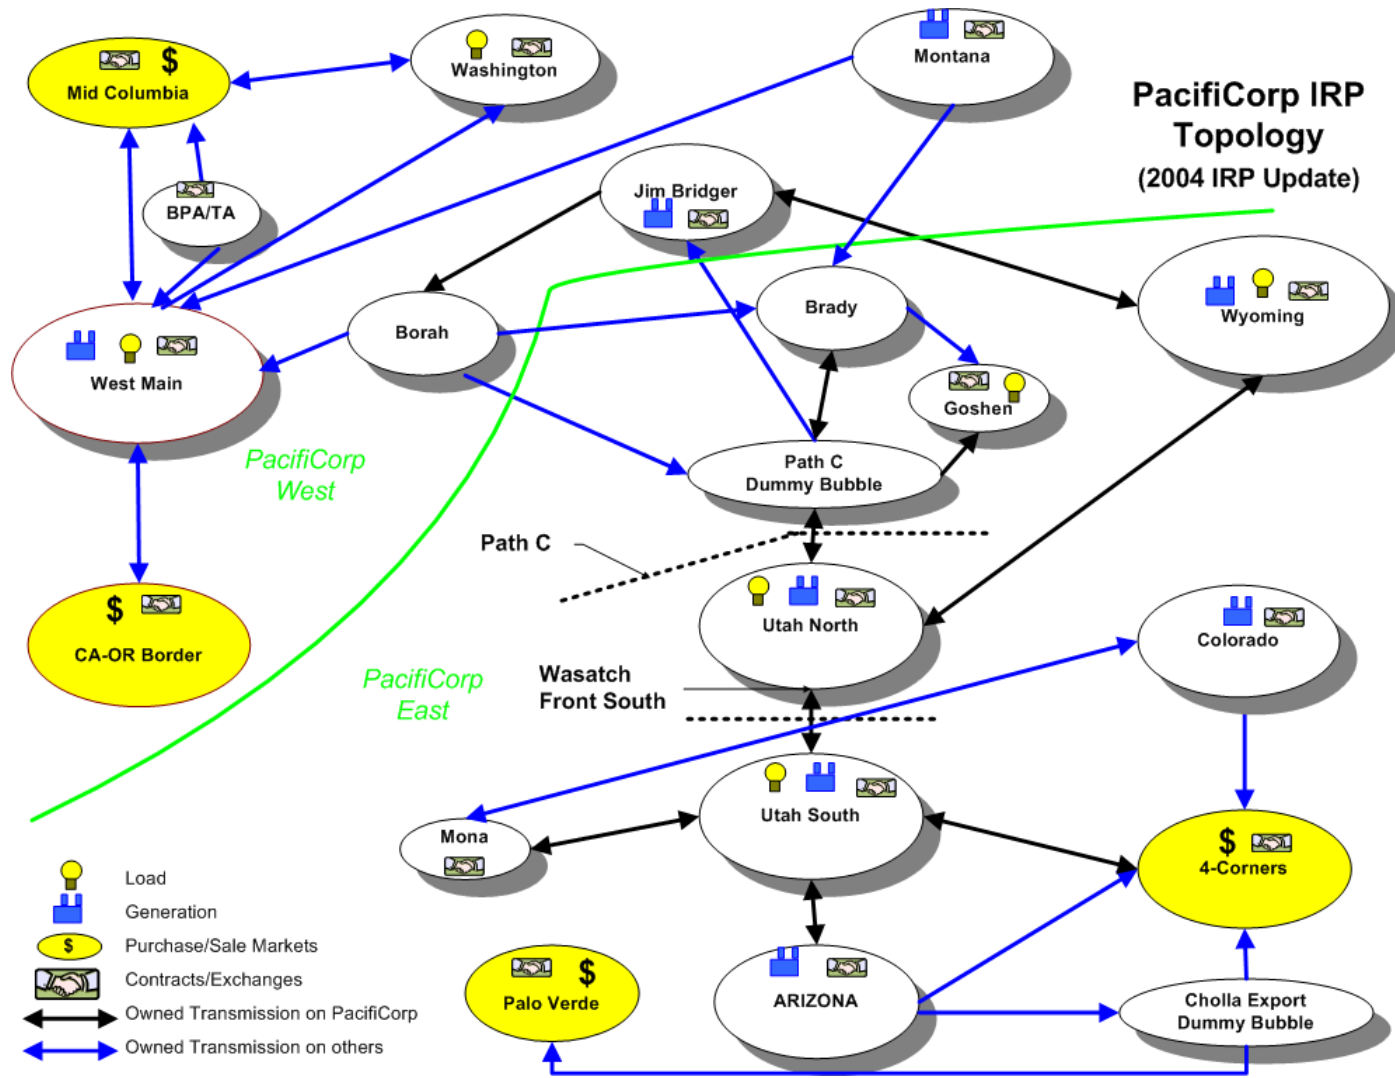 PacifiCorp IRP
Topology
(2004 IRP Update)
$
Mid Columbia
Washington
Montana
BPA/TA
Jim Bridger
Wyoming
Borah
Brady
West Main
Goshen
Path C
Dummy Bubble
PacifiCorp
West
Path C
Utah North
$
CA-OR Border
Colorado
PacifiCorp
East
Wasatch
Front South
Utah South
Mona
$
4-Corners
$
Palo Verde
ARIZONA
Cholla Export
Dummy Bubble
Load
Generation
$
Purchase/Sale Markets
Contracts/Exchanges
Owned Transmission on PacifiCorp
Owned Transmission on others